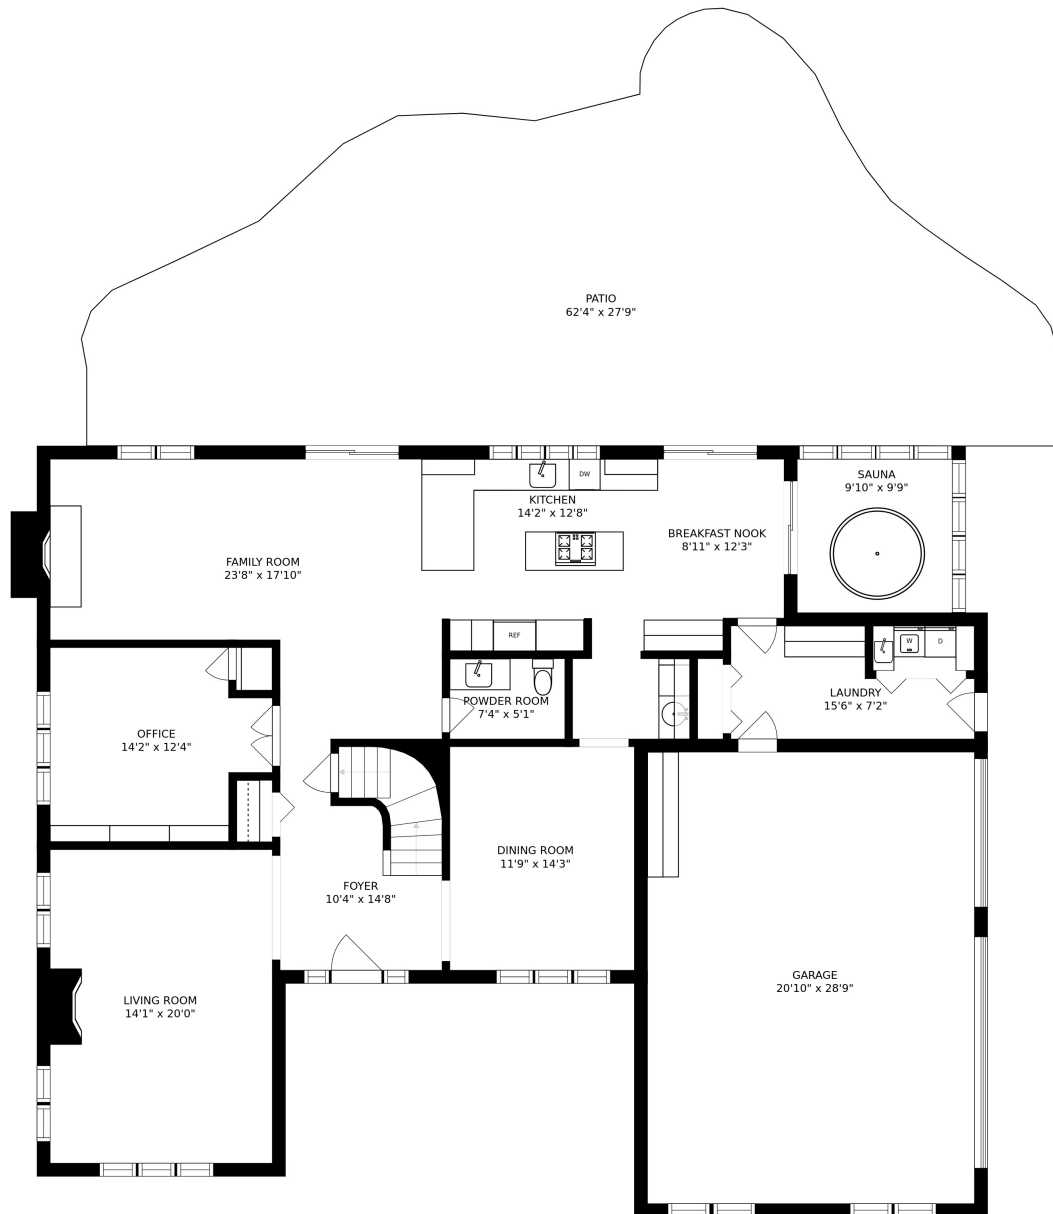 PATIO
62'4" x 27'9"
SAUNA
9'10" x 9'9"
DW
KITCHEN
14'2" x 12'8"
BREAKFAST NOOK
8'11" x 12'3"
FAMILY ROOM
23'8" x 17'10"
REF
W
D
POWDER ROOM
7'4" x 5'1"
LAUNDRY
15'6" x 7'2"
OFFICE
14'2" x 12'4"
DINING ROOM
11'9" x 14'3"
FOYER
10'4" x 14'8"
GARAGE
20'10" x 28'9"
LIVING ROOM
14'1" x 20'0"